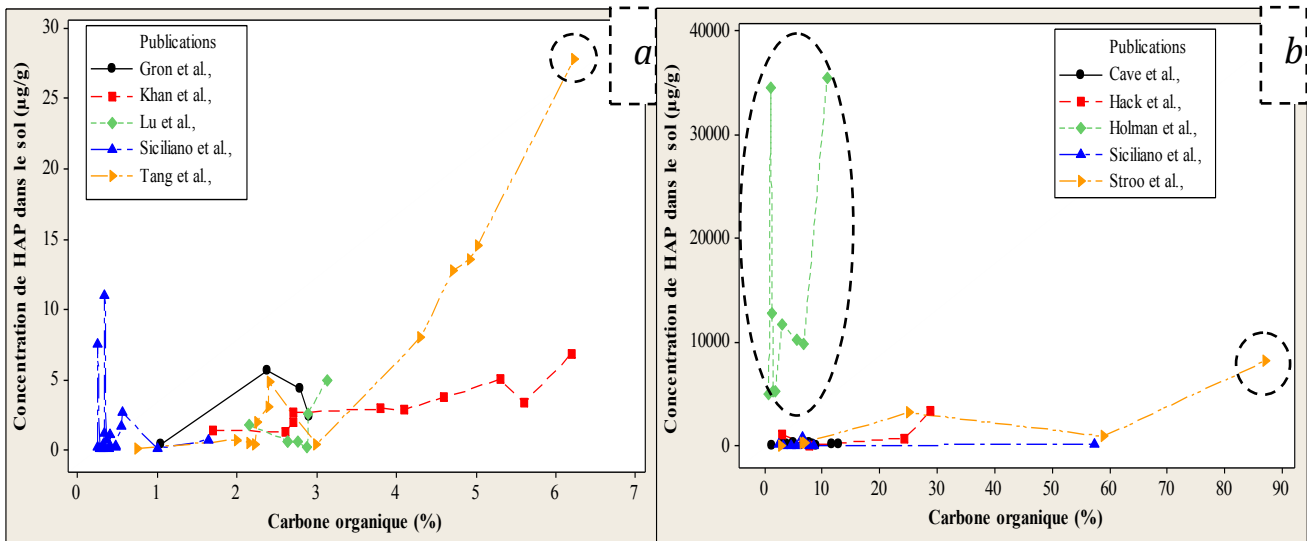 a
Concentration de HAP dans le sol (µg/g)
30
25
20
15
10
5
0
Publications
Gron et al.,
Khan et al.,
Lu et al.,
Siciliano et al.,
Tang et al.,
0 1 2 3 4 5 6 7
Carbone organique (%)
b
Concentration de HAP dans le sol (µg/g)
40000
30000
20000
10000
0
Publications
Cave et al.,
Hack et al.,
Holman et al.,
Siciliano et al.,
Stroo et al.,
0 10 20 30 40 50 60 70 80 90
Carbone organique (%)